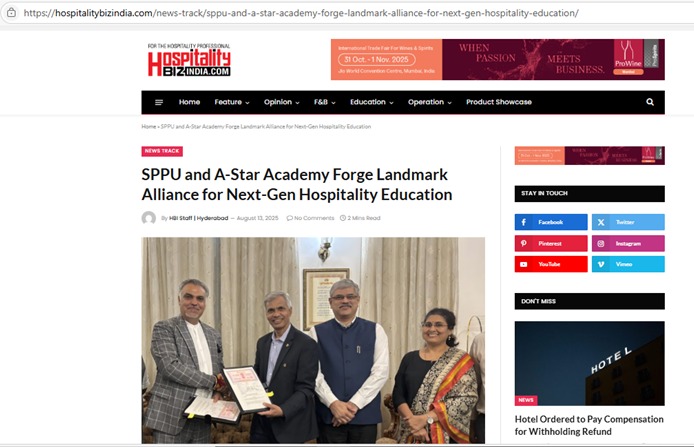 https://hospitalitybizindia.com/news-track/sppu-and-a-star-academy-forge-landmark-alliance-for-next-gen-hospitality-education/
FOR THE HOSPITALITY PROFESSIONAL
Hospitality
BIZINDIA.COM
International Trade Fair For Wines & Spirits
31 Oct. - 1 Nov. 2025
Jio World Convention Centre, Mumbai, India
WHEN
PASSION
MEETS
BUSINESS.
ProWine
Mumbai
ProSpirits
Home
Feature
Opinion
F&B
Education
Operation
Product Showcase
Home » SPPU and A-Star Academy Forge Landmark Alliance for Next-Gen Hospitality Education
NEWS TRACK
SPPU and A-Star Academy Forge Landmark
Alliance for Next-Gen Hospitality Education
By HBI Staff | Hyderabad — August 13, 2025 No Comments 2 Mins Read
STAY IN TOUCH
Facebook
Twitter
Pinterest
Instagram
YouTube
Vimeo
DON'T MISS
HOTEL
NEWS
Hotel Ordered to Pay Compensation
for Withholding Refund